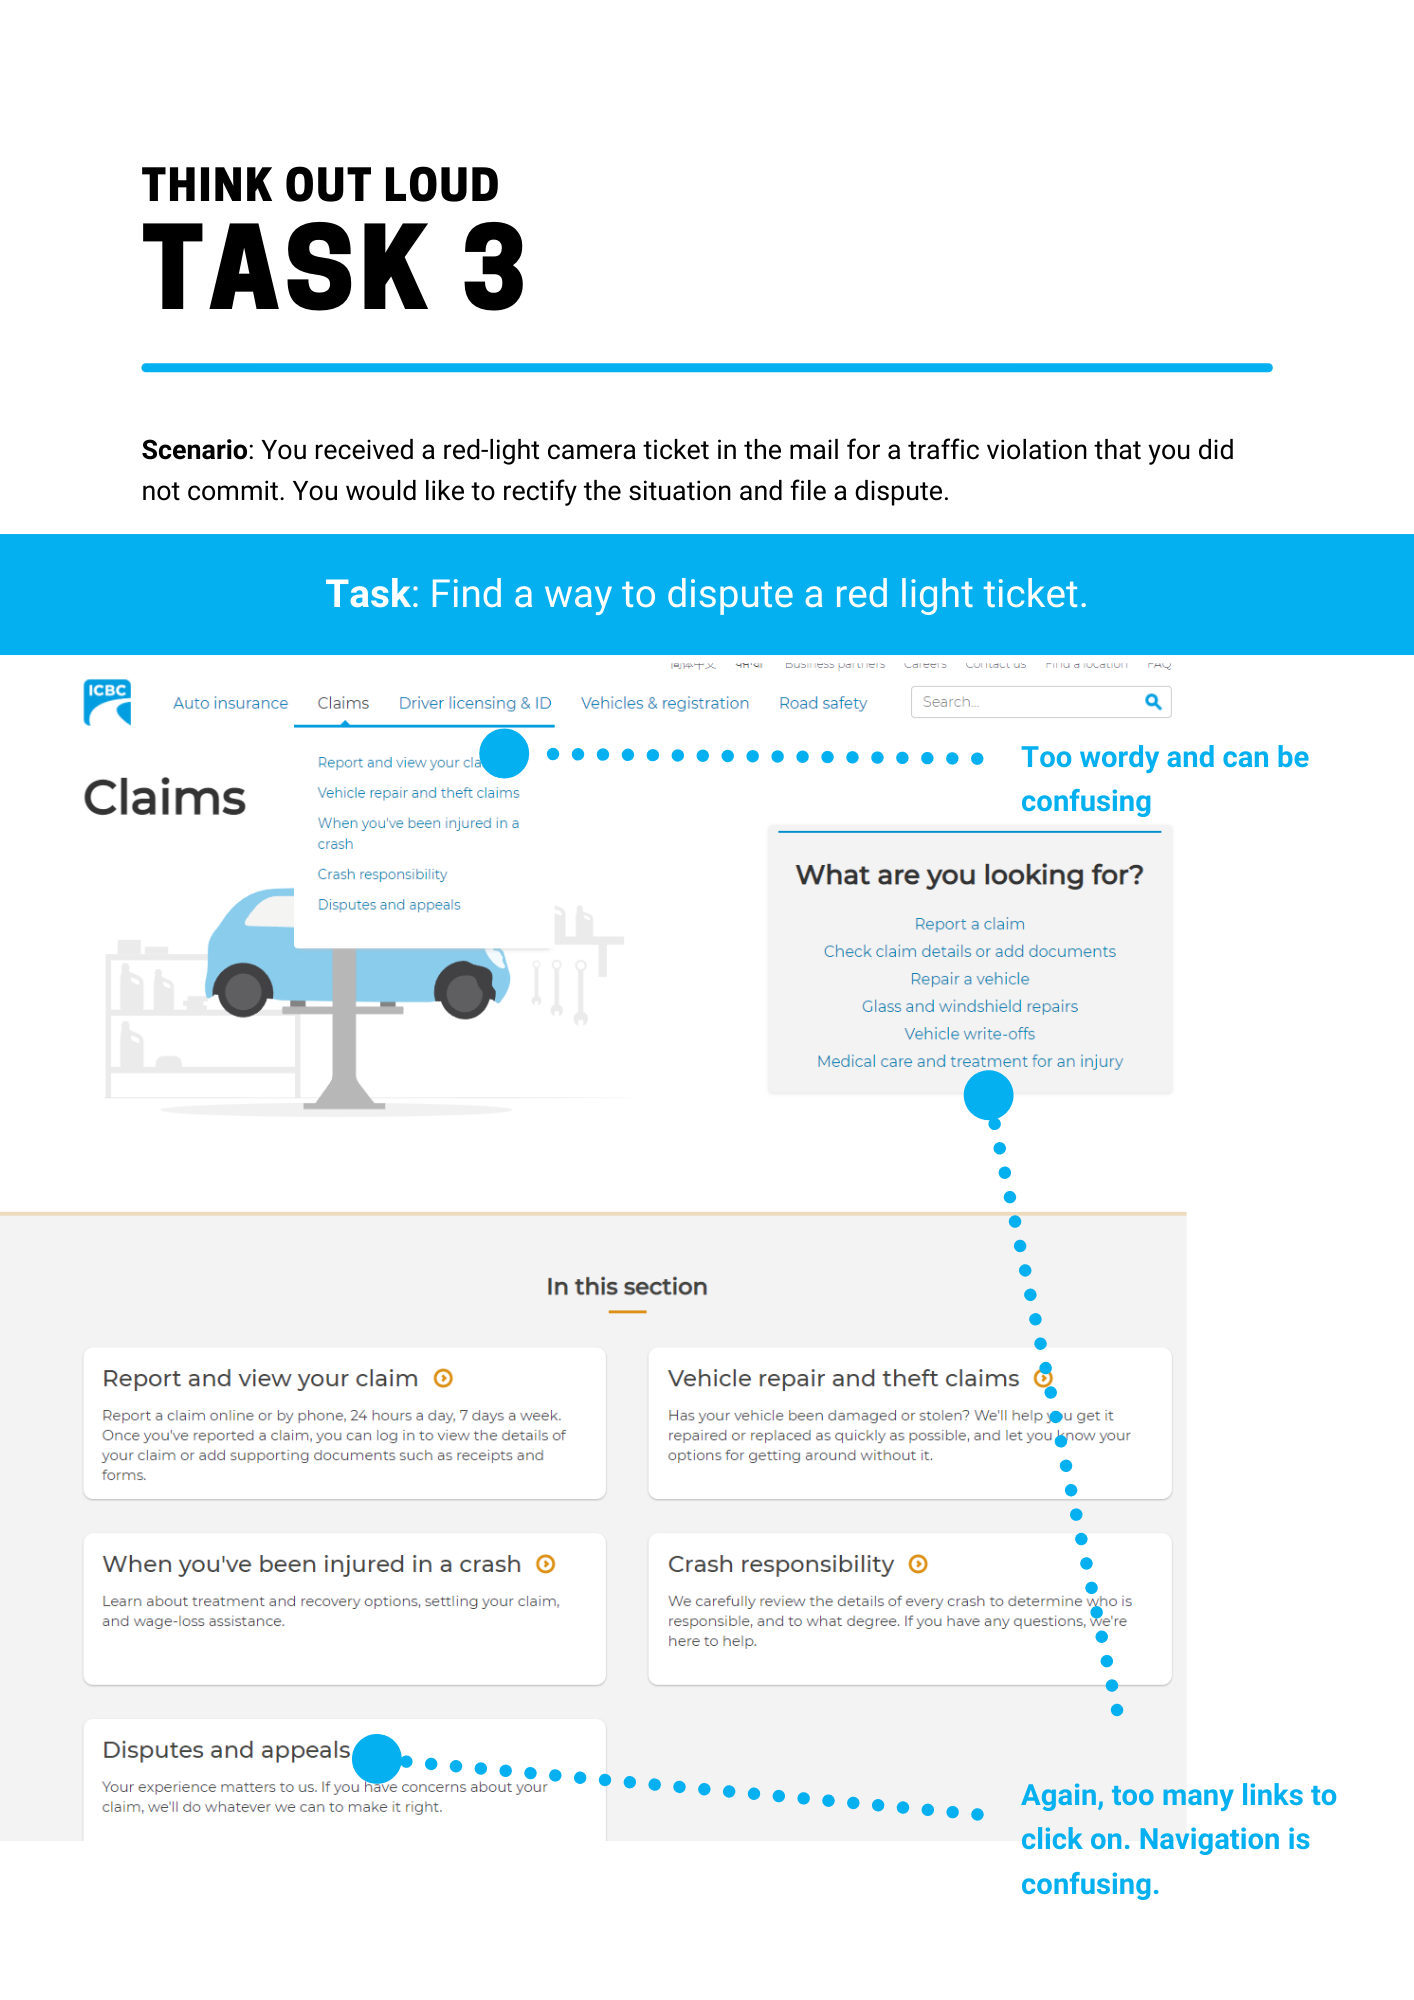 THINK OUT LOUD
TASK 3
Scenario: You received a red-light camera ticket in the mail for a traffic violation that you did
not commit. You would like to rectify the situation and file a dispute.
Task: Find a way to dispute a red light ticket.
简体中文 Business partners Careers Contact us Find a location FAQ
ICBC
Auto insurance Claims Driver licensing & ID Vehicles & registration Road safety Search...
Report and view your cla
Vehicle repair and theft claims
When you've been injured in a
crash
Crash responsibility
Disputes and appeals
Too wordy and can be
confusing
Claims
What are you looking for?
Report a claim
Check claim details or add documents
Repair a vehicle
Glass and windshield repairs
Vehicle write-offs
Medical care and treatment for an injury
In this section
Report and view your claim
Report a claim online or by phone, 24 hours a day, 7 days a week.
Once you've reported a claim, you can log in to view the details of
your claim or add supporting documents such as receipts and
forms.
Vehicle repair and theft claims
Has your vehicle been damaged or stolen? We'll help you get it
repaired or replaced as quickly as possible, and let you know your
options for getting around without it.
When you've been injured in a crash
Learn about treatment and recovery options, settling your claim,
and wage-loss assistance.
Crash responsibility
We carefully review the details of every crash to determine who is
responsible, and to what degree. If you have any questions, we're
here to help.
Disputes and appeals
Your experience matters to us. If you have concerns about your
claim, we'll do whatever we can to make it right.
Again, too many links to
click on. Navigation is
confusing.